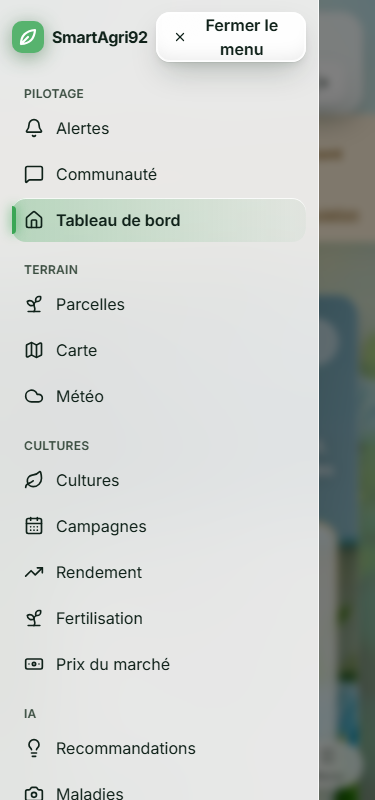 SmartAgri92
Fermer le
menu
PILOTAGE
Alertes
Communauté
Tableau de bord
TERRAIN
Parcelles
Carte
Météo
CULTURES
Cultures
Campagnes
Rendement
Fertilisation
Prix du marché
IA
Recommandations
Maladies